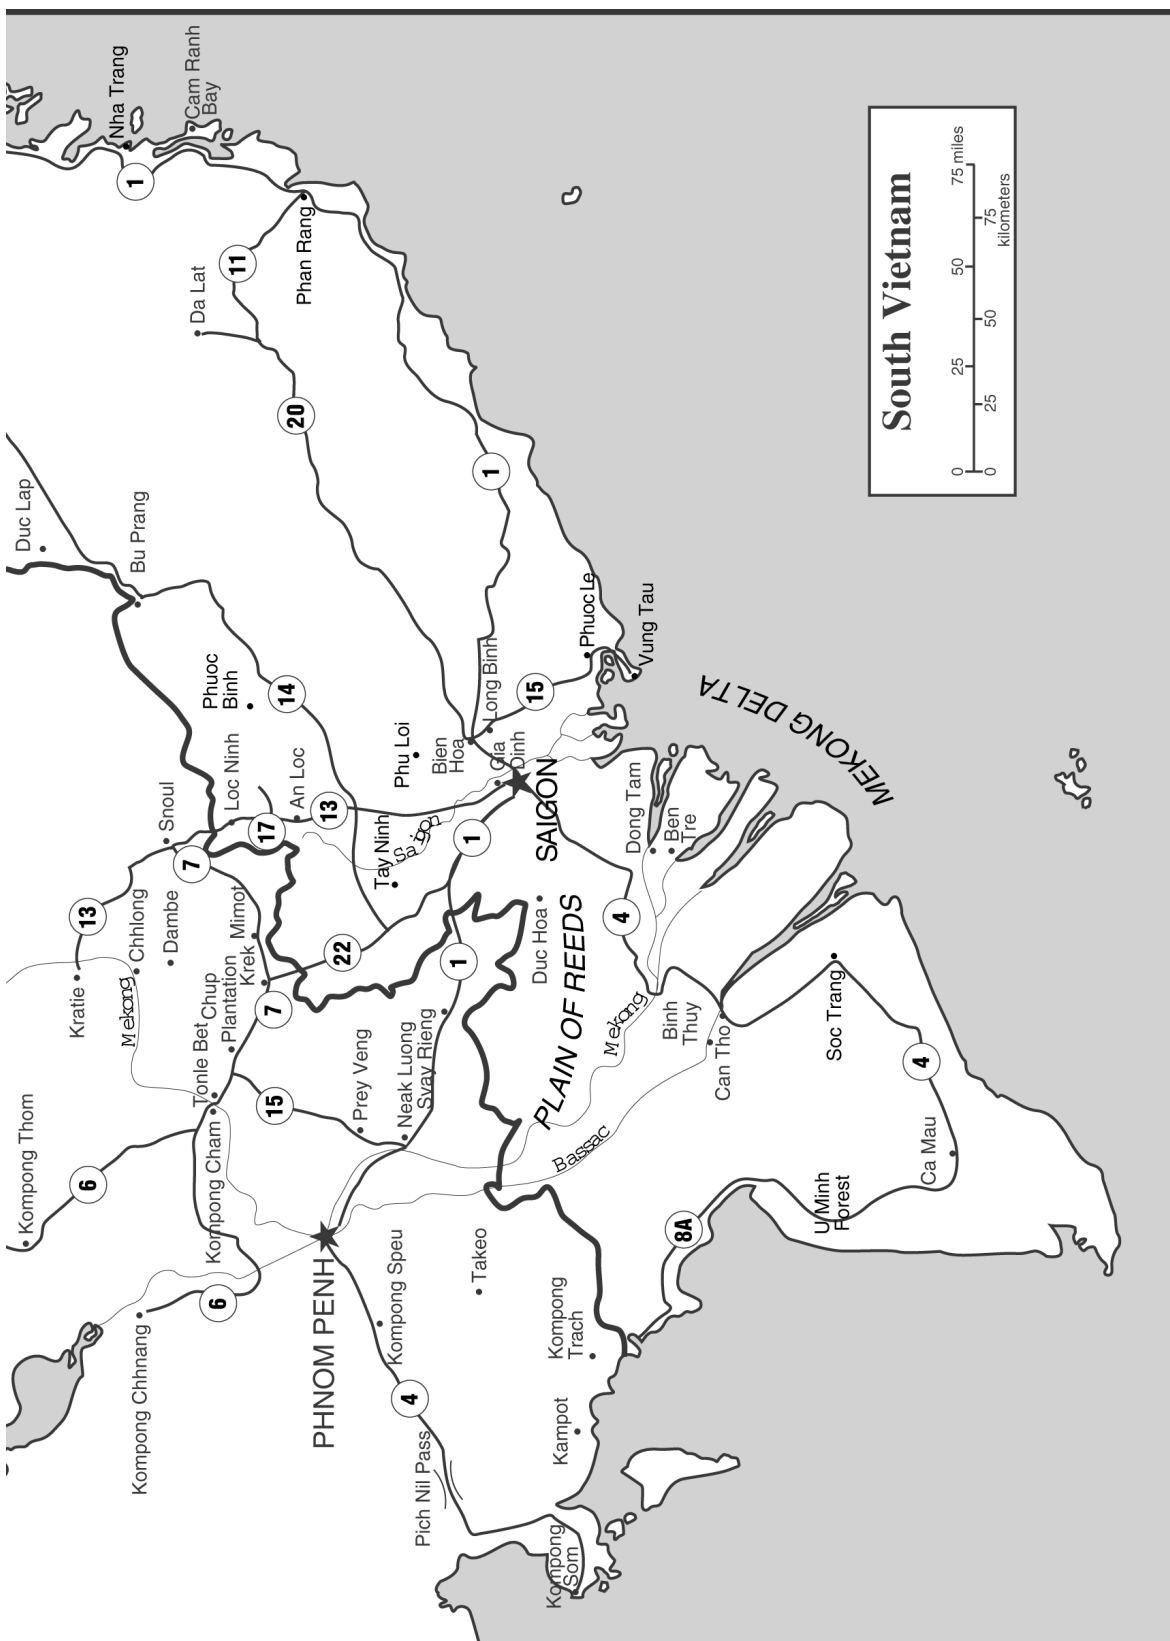 Nha Trang
Cam Ranh
Bay
1
Phan Rang
11
Da Lat
20
1
Duc Lap
Bu Prang
Phuoc
Binh
14
Phuoc Le
Vung Tau
15
Long Binh
Bien
Hoa
Gia
Dinh
Phu Loi
SAIGON
Saigon
Loc Ninh
An Loc
13
17
Snoul
7
Tay Ninh
1
MEKONG DELTA
Dong Tam
Ben
Tre
13
Chhlong
Dambe
Mimot
Krek
22
Kratie
Mekong
Chup
Plantation
Tonle Bet
7
1
Duc Hoa
PLAIN OF REEDS
4
Mekong
Binh
Thuy
Can Tho
Soc Trang
4
Ca Mau
U Minh
Forest
Kompong Thom
6
Kompong Cham
15
Prey Veng
Neak Luong
Svay Rieng
Bassac
8A
6
Kompong Chhnang
PHNOM PENH
Kompong Speu
Takeo
Kompong
Trach
4
Kampot
Pich Nil Pass
Kompong
Som
South Vietnam
0 25 50 75 miles
0 25 50 75
kilometers